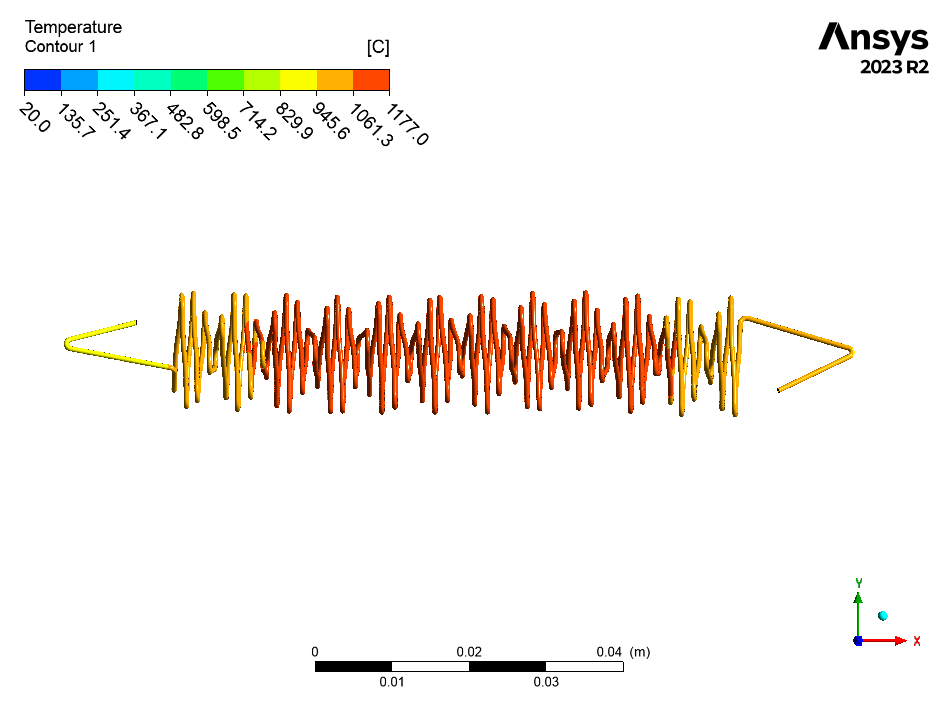 Temperature
Contour 1
[C]
20.0
135.7
251.4
367.1
482.8
598.5
714.2
829.9
945.6
1061.3
1177.0
Ansys
2023 R2
0 0.02 0.04 (m)
0.01 0.03
Y
X